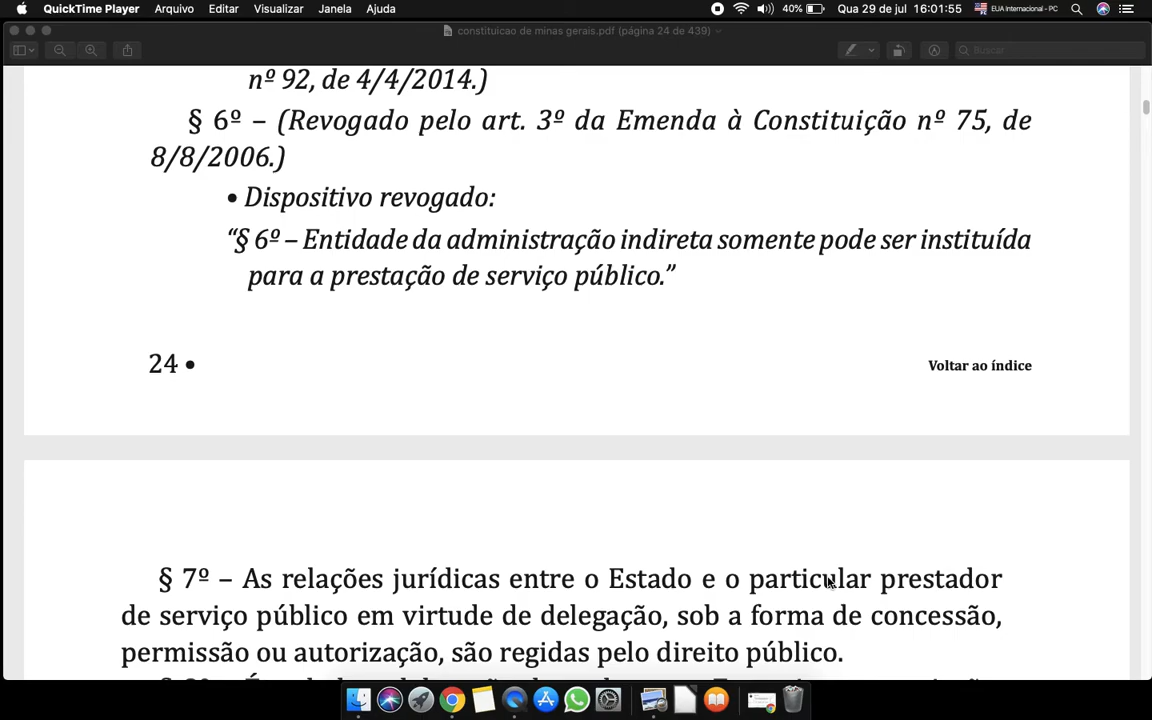 QuickTime Player Arquivo Editar Visualizar Janela Ajuda 40% Qua 29 de jul 16:01:55 EUA Internacional - PC
constituicao de minas gerais.pdf (página 24 de 439)
Buscar
nº 92, de 4/4/2014.)
§ 6º – (Revogado pelo art. 3º da Emenda à Constituição nº 75, de
8/8/2006.)
• Dispositivo revogado:
“§ 6º – Entidade da administração indireta somente pode ser instituída
para a prestação de serviço público.”
24 •
Voltar ao índice
§ 7º – As relações jurídicas entre o Estado e o particular prestador
de serviço público em virtude de delegação, sob a forma de concessão,
permissão ou autorização, são regidas pelo direito público.